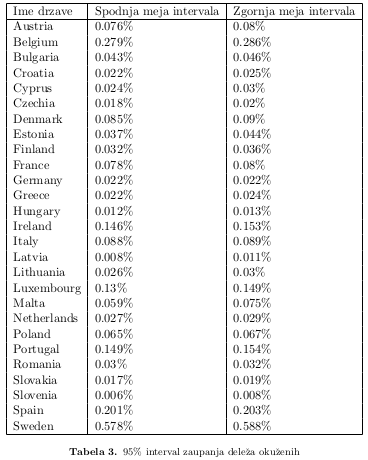 Ime drzave Spodnja meja intervala Zgornja meja intervala
Austria 0.076% 0.08%
Belgium 0.279% 0.286%
Bulgaria 0.043% 0.046%
Croatia 0.022% 0.025%
Cyprus 0.024% 0.03%
Czechia 0.018% 0.02%
Denmark 0.085% 0.09%
Estonia 0.037% 0.044%
Finland 0.032% 0.036%
France 0.078% 0.08%
Germany 0.022% 0.022%
Greece 0.022% 0.024%
Hungary 0.012% 0.013%
Ireland 0.146% 0.153%
Italy 0.088% 0.089%
Latvia 0.008% 0.011%
Lithuania 0.026% 0.03%
Luxembourg 0.13% 0.149%
Malta 0.059% 0.075%
Netherlands 0.027% 0.029%
Poland 0.065% 0.067%
Portugal 0.149% 0.154%
Romania 0.03% 0.032%
Slovakia 0.017% 0.019%
Slovenia 0.006% 0.008%
Spain 0.201% 0.203%
Sweden 0.578% 0.588%
Tabela 3. 95% interval zaupanja deleža okuženih